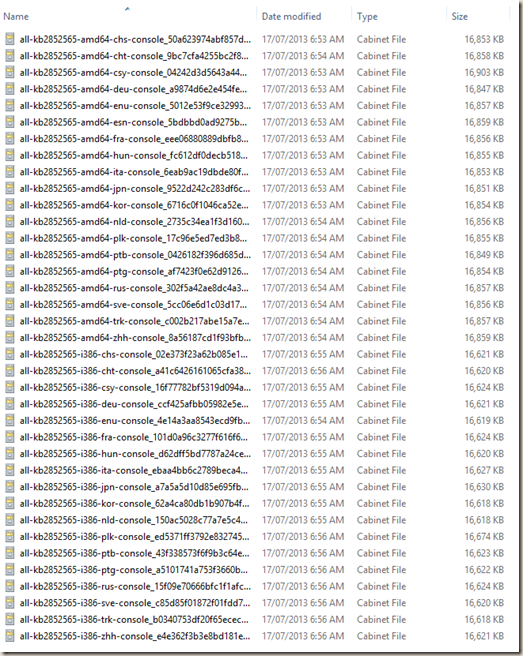 Name Date modified Type Size
all-kb2852565-amd64-chs-console_50a623974abf857d... 17/07/2013 6:53 AM Cabinet File 16,853 KB
all-kb2852565-amd64-cht-console_9bc7cfa4255bc2f8... 17/07/2013 6:54 AM Cabinet File 16,858 KB
all-kb2852565-amd64-csy-console_04242d3d5643a44... 17/07/2013 6:53 AM Cabinet File 16,903 KB
all-kb2852565-amd64-deu-console_a9874d6e2e454fe... 17/07/2013 6:53 AM Cabinet File 16,847 KB
all-kb2852565-amd64-enu-console_5012e53f9ce32993... 17/07/2013 6:53 AM Cabinet File 16,857 KB
all-kb2852565-amd64-esn-console_5bdbbd0ad9275b... 17/07/2013 6:53 AM Cabinet File 16,859 KB
all-kb2852565-amd64-fra-console_eee06880889dbfb8... 17/07/2013 6:53 AM Cabinet File 16,856 KB
all-kb2852565-amd64-hun-console_fc612df0decb518... 17/07/2013 6:53 AM Cabinet File 16,855 KB
all-kb2852565-amd64-ita-console_6eab9ac19dbde80f... 17/07/2013 6:53 AM Cabinet File 16,853 KB
all-kb2852565-amd64-jpn-console_9522d242c283df6c... 17/07/2013 6:53 AM Cabinet File 16,851 KB
all-kb2852565-amd64-kor-console_6716c0f1046ca52e... 17/07/2013 6:53 AM Cabinet File 16,854 KB
all-kb2852565-amd64-nld-console_2735c34ea1f3d160... 17/07/2013 6:54 AM Cabinet File 16,856 KB
all-kb2852565-amd64-plk-console_17c96e5ed7ed3b8... 17/07/2013 6:54 AM Cabinet File 16,855 KB
all-kb2852565-amd64-ptb-console_0426182f396d685d... 17/07/2013 6:54 AM Cabinet File 16,849 KB
all-kb2852565-amd64-ptg-console_af7423f0e62d9126... 17/07/2013 6:54 AM Cabinet File 16,854 KB
all-kb2852565-amd64-rus-console_302f5a42ae8dc4a3... 17/07/2013 6:54 AM Cabinet File 16,857 KB
all-kb2852565-amd64-sve-console_5cc06e6d1c03d17... 17/07/2013 6:54 AM Cabinet File 16,856 KB
all-kb2852565-amd64-trk-console_c002b217abe15a7e... 17/07/2013 6:54 AM Cabinet File 16,857 KB
all-kb2852565-amd64-zhh-console_8a56187cd1f93bfb... 17/07/2013 6:54 AM Cabinet File 16,859 KB
all-kb2852565-i386-chs-console_02e373f23a62b085e1... 17/07/2013 6:55 AM Cabinet File 16,621 KB
all-kb2852565-i386-cht-console_a41c6426161065cfa38... 17/07/2013 6:56 AM Cabinet File 16,620 KB
all-kb2852565-i386-csy-console_16f77782bf5319d094a... 17/07/2013 6:55 AM Cabinet File 16,624 KB
all-kb2852565-i386-deu-console_ccf425afbb05982e5e... 17/07/2013 6:55 AM Cabinet File 16,621 KB
all-kb2852565-i386-enu-console_4e14a3aa8543ecd9fb... 17/07/2013 6:54 AM Cabinet File 16,619 KB
all-kb2852565-i386-fra-console_101d0a96c3277f616f6... 17/07/2013 6:55 AM Cabinet File 16,624 KB
all-kb2852565-i386-hun-console_d62dff5bd7787a24ce... 17/07/2013 6:55 AM Cabinet File 16,620 KB
all-kb2852565-i386-ita-console_ebaa4bb6c2789beca4... 17/07/2013 6:55 AM Cabinet File 16,627 KB
all-kb2852565-i386-jpn-console_a7a5a5d10d85e695fb... 17/07/2013 6:55 AM Cabinet File 16,630 KB
all-kb2852565-i386-kor-console_62a4ca80db1b907b4f... 17/07/2013 6:55 AM Cabinet File 16,618 KB
all-kb2852565-i386-nld-console_150ac5028c77a7e5c4... 17/07/2013 6:55 AM Cabinet File 16,618 KB
all-kb2852565-i386-plk-console_ed5371ff3792e832745... 17/07/2013 6:56 AM Cabinet File 16,674 KB
all-kb2852565-i386-ptb-console_43f338573f6f9b3c64e... 17/07/2013 6:56 AM Cabinet File 16,623 KB
all-kb2852565-i386-ptg-console_a5101741a753f3660b... 17/07/2013 6:56 AM Cabinet File 16,622 KB
all-kb2852565-i386-rus-console_15f09e70666bfc1f1afc... 17/07/2013 6:56 AM Cabinet File 16,624 KB
all-kb2852565-i386-sve-console_c85d85f01872f01fdd7... 17/07/2013 6:56 AM Cabinet File 16,620 KB
all-kb2852565-i386-trk-console_b0340753df20f65ecec... 17/07/2013 6:56 AM Cabinet File 16,618 KB
all-kb2852565-i386-zhh-console_e4e362f3b3e8bd181e... 17/07/2013 6:56 AM Cabinet File 16,621 KB